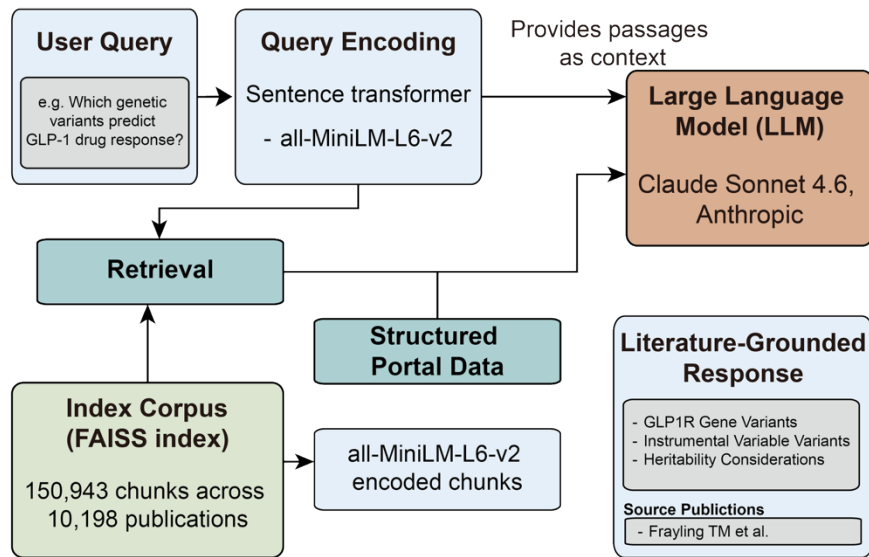 User Query
e.g. Which genetic
variants predict
GLP-1 drug response?
Query Encoding
Sentence transformer
- all-MiniLM-L6-v2
Provides passages
as context
Large Language
Model (LLM)
Claude Sonnet 4.6,
Anthropic
Retrieval
Structured
Portal Data
Index Corpus
(FAISS index)
150,943 chunks across
10,198 publications
all-MiniLM-L6-v2
encoded chunks
Literature-Grounded
Response
- GLP1R Gene Variants
- Instrumental Variable Variants
- Heritability Considerations
Source Publications
- Frayling TM et al.